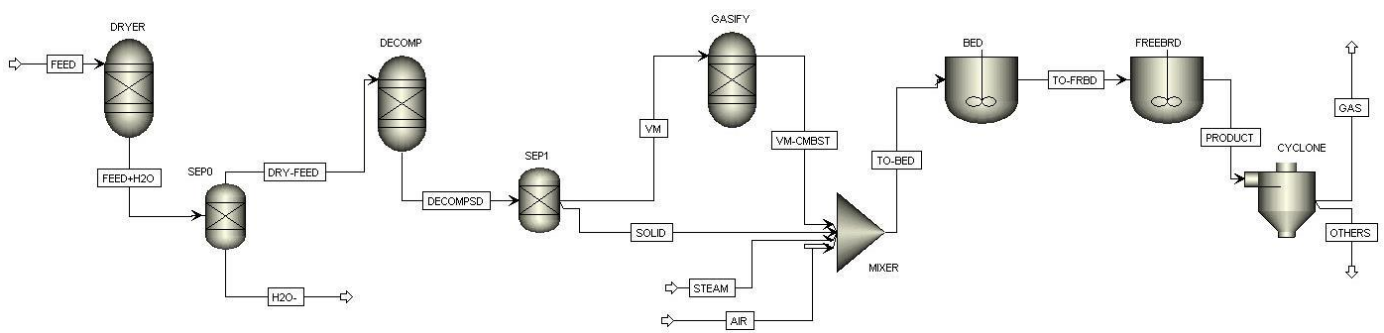 DRYER
FEED
FEED+H2O
SEP0
DRY-FEED
H2O-
DECOMP
DECOMPSD
SEP1
VM
SOLID
GASIFY
VM-CMBST
STEAM
AIR
MIXER
TO-BED
BED
TO-FRBD
FREEBRD
PRODUCT
CYCLONE
GAS
OTHERS